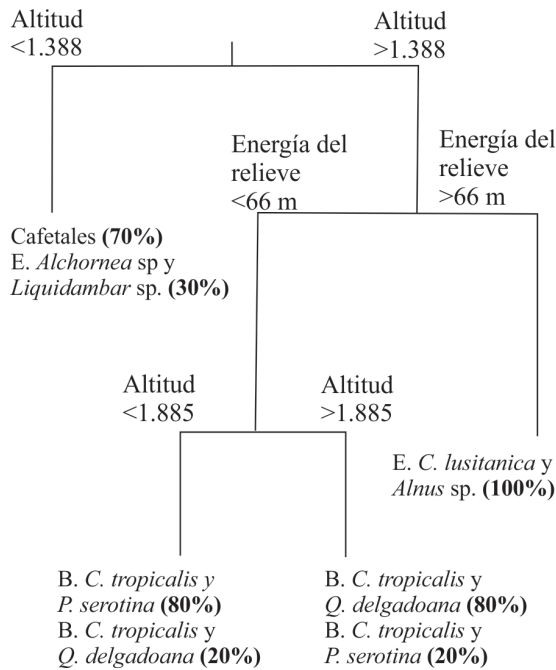 Altitud
<1.388
Altitud
>1.388
Energía del
relieve
<66 m
Energía del
relieve
>66 m
Cafetales (70%)
E. Alchornea sp y
Liquidambar sp. (30%)
Altitud
<1.885
Altitud
>1.885
E. C. lusitanica y
Alnus sp. (100%)
B. C. tropicalis y
P. serotina (80%)
B. C. tropicalis y
Q. delgadoana (20%)
B. C. tropicalis y
Q. delgadoana (80%)
B. C. tropicalis y
P. serotina (20%)